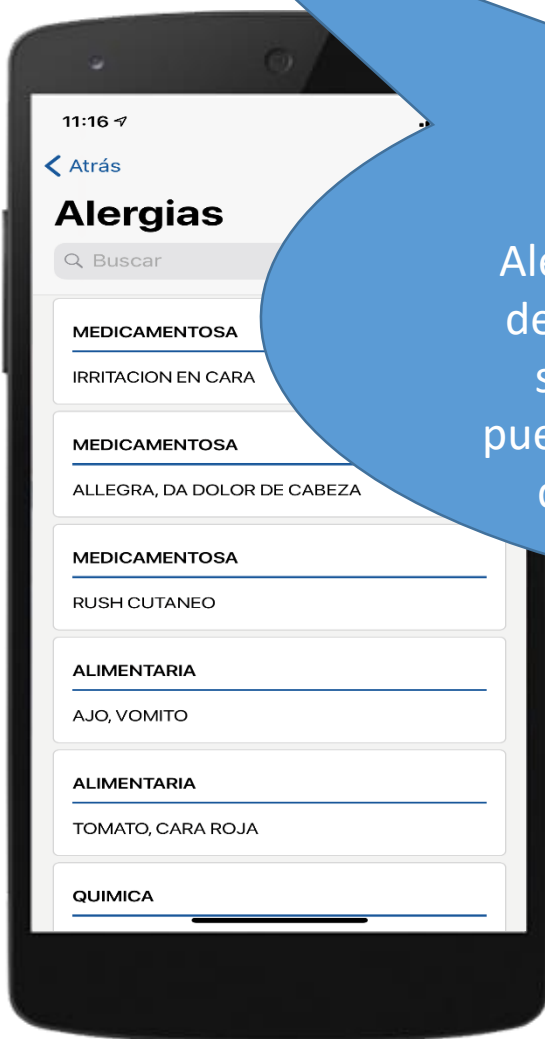 11:16
Atrás
Alergias
Buscar
MEDICAMENTOSA
IRRITACION EN CARA
MEDICAMENTOSA
ALLEGRA, DA DOLOR DE CABEZA
MEDICAMENTOSA
RUSH CUTANEO
ALIMENTARIA
AJO, VOMITO
ALIMENTARIA
TOMATO, CARA ROJA
QUIMICA